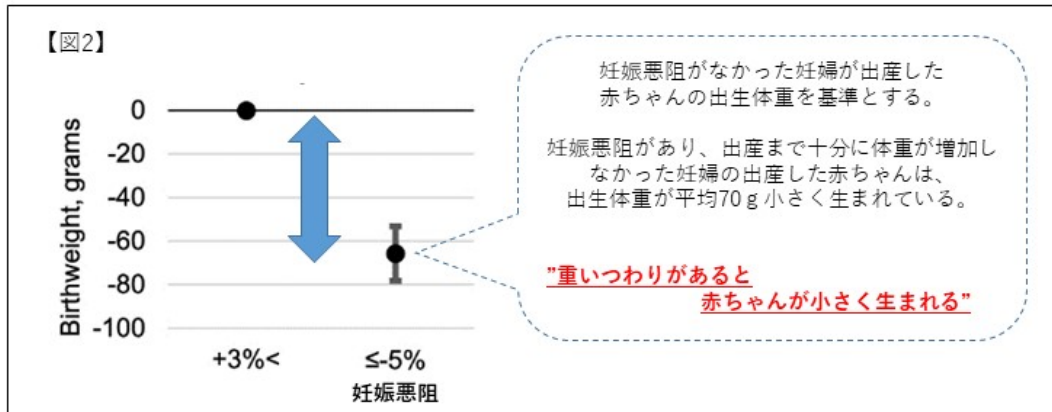 【図2】
妊娠悪阻がなかった妊婦が出産した
赤ちゃんの出生体重を基準とする。
妊娠悪阻があり、出産まで十分に体重が増加し
なかった妊婦の出産した赤ちゃんは、
出生体重が平均70ｇ小さく生まれている。
”重いつわりがあると
赤ちゃんが小さく生まれる”
Birthweight, grams
0
-20
-40
-60
-80
-100
+3%<
≤-5%
妊娠悪阻